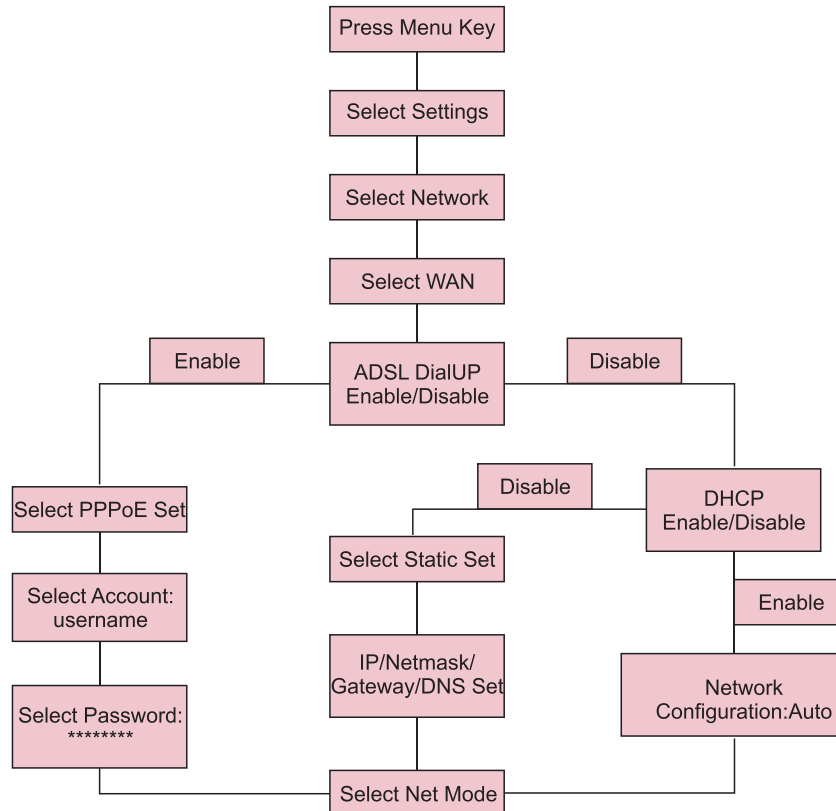 Press Menu Key
Select Settings
Select Network
Select WAN
Enable
ADSL DialUP
Enable/Disable
Disable
Select PPPoE Set
Select Account:
username
Select Password:
********
Disable
Select Static Set
IP/Netmask/
Gateway/DNS Set
DHCP
Enable/Disable
Enable
Network
Configuration:Auto
Select Net Mode